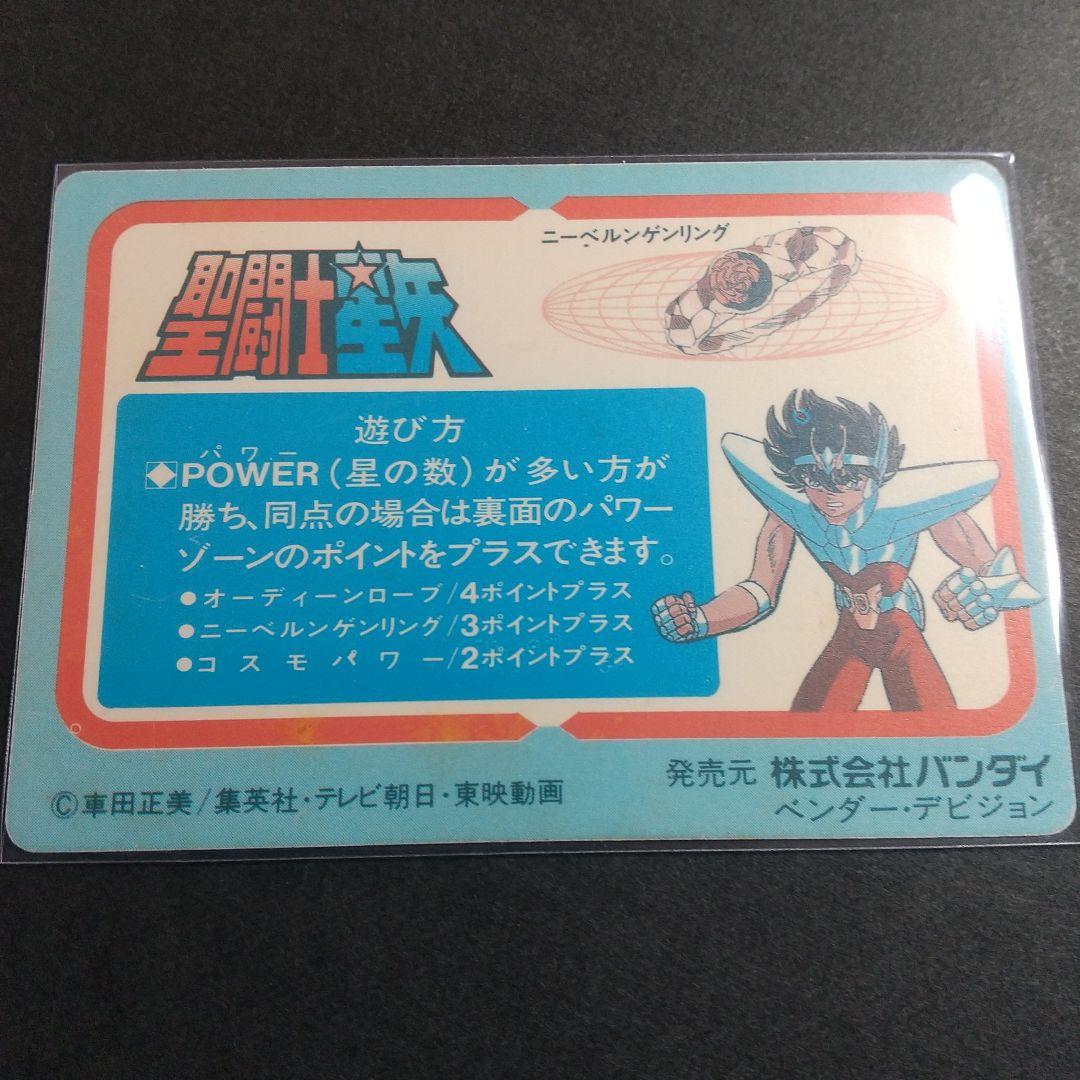 聖闘士星矢
ニーベルンゲンリング
遊び方
パワー
◈POWER(星の数)が多い方が
勝ち、同点の場合は裏面のパワー
ゾーンのポイントをプラスできます。
●オーディーンローブ/4ポイントプラス
●ニーベルンゲンリング/3ポイントプラス
●コスモパワー/2ポイントプラス
©車田正美/集英社・テレビ朝日・東映動画
発売元 株式会社バンダイ
ベンダー・デビジョン